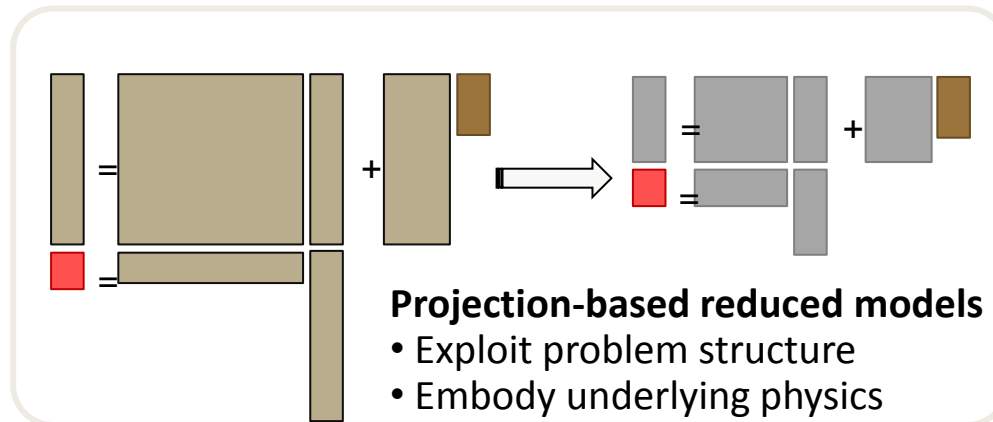 = +
=
= +
=
Projection-based reduced models
• Exploit problem structure
• Embody underlying physics